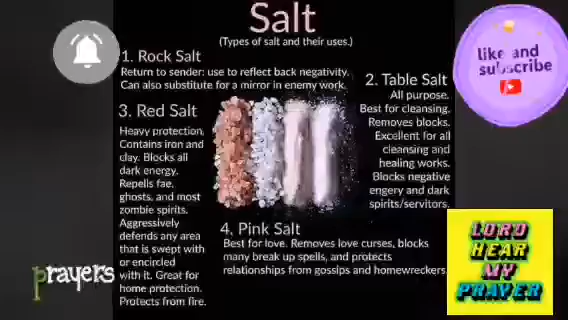 Salt
(Types of salt and their uses.)
1. Rock Salt
Return to sender: use to reflect back negativity.
Can also substitute for a mirror in enemy work.
2. Table Salt
All purpose.
Best for cleansing.
Removes blocks.
Excellent for all
cleansing and
healing works.
Blocks negative
engery and dark
spirits/servitors.
3. Red Salt
Heavy protection,
Contains iron and
clay. Blocks all
dark energy.
Repells fae,
ghosts, and most
zombie spirits.
Aggressively
defends any area
that is swept with
or encircled
with it. Great for
home protection.
Protects from fire.
4. Pink Salt
Best for love. Removes love curses, blocks
many break up spells, and protects
relationships from gossips and homewreckers.
like and
subscribe
prayers
LORD
HEAR
MY
PRAYER